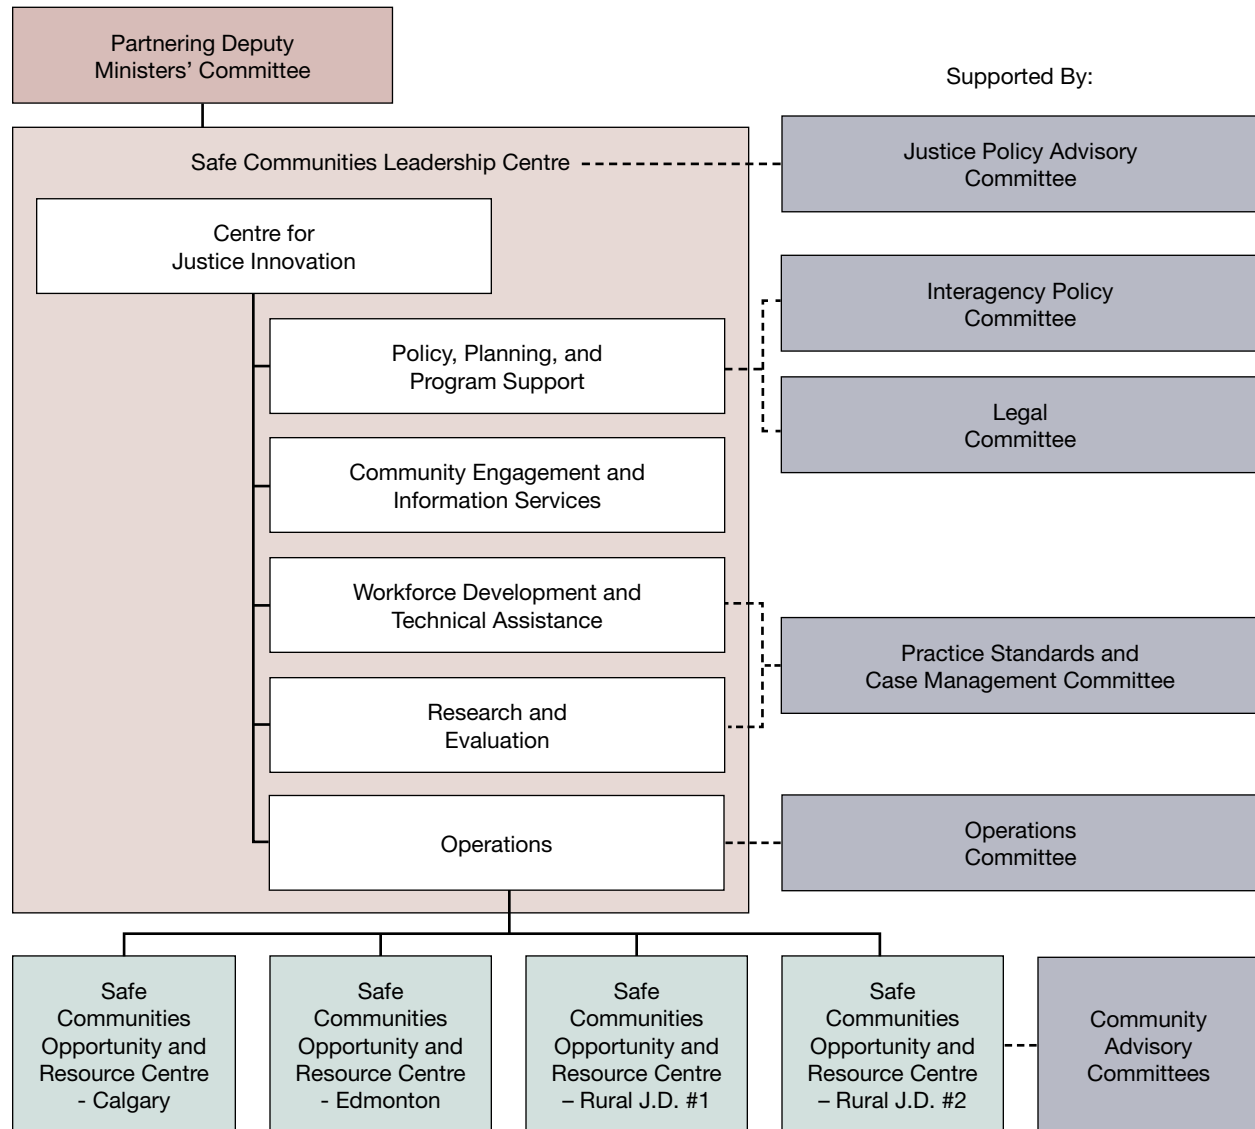 Partnering Deputy
Ministers’ Committee
Supported By:
Safe Communities Leadership Centre
Justice Policy Advisory
Committee
Centre for
Justice Innovation
Interagency Policy
Committee
Policy, Planning, and
Program Support
Legal
Committee
Community Engagement and
Information Services
Workforce Development and
Technical Assistance
Practice Standards and
Case Management Committee
Research and
Evaluation
Operations
Operations
Committee
Safe
Communities
Opportunity and
Resource Centre
- Calgary
Safe
Communities
Opportunity and
Resource Centre
- Edmonton
Safe
Communities
Opportunity and
Resource Centre
– Rural J.D. #1
Safe
Communities
Opportunity and
Resource Centre
– Rural J.D. #2
Community
Advisory
Committees